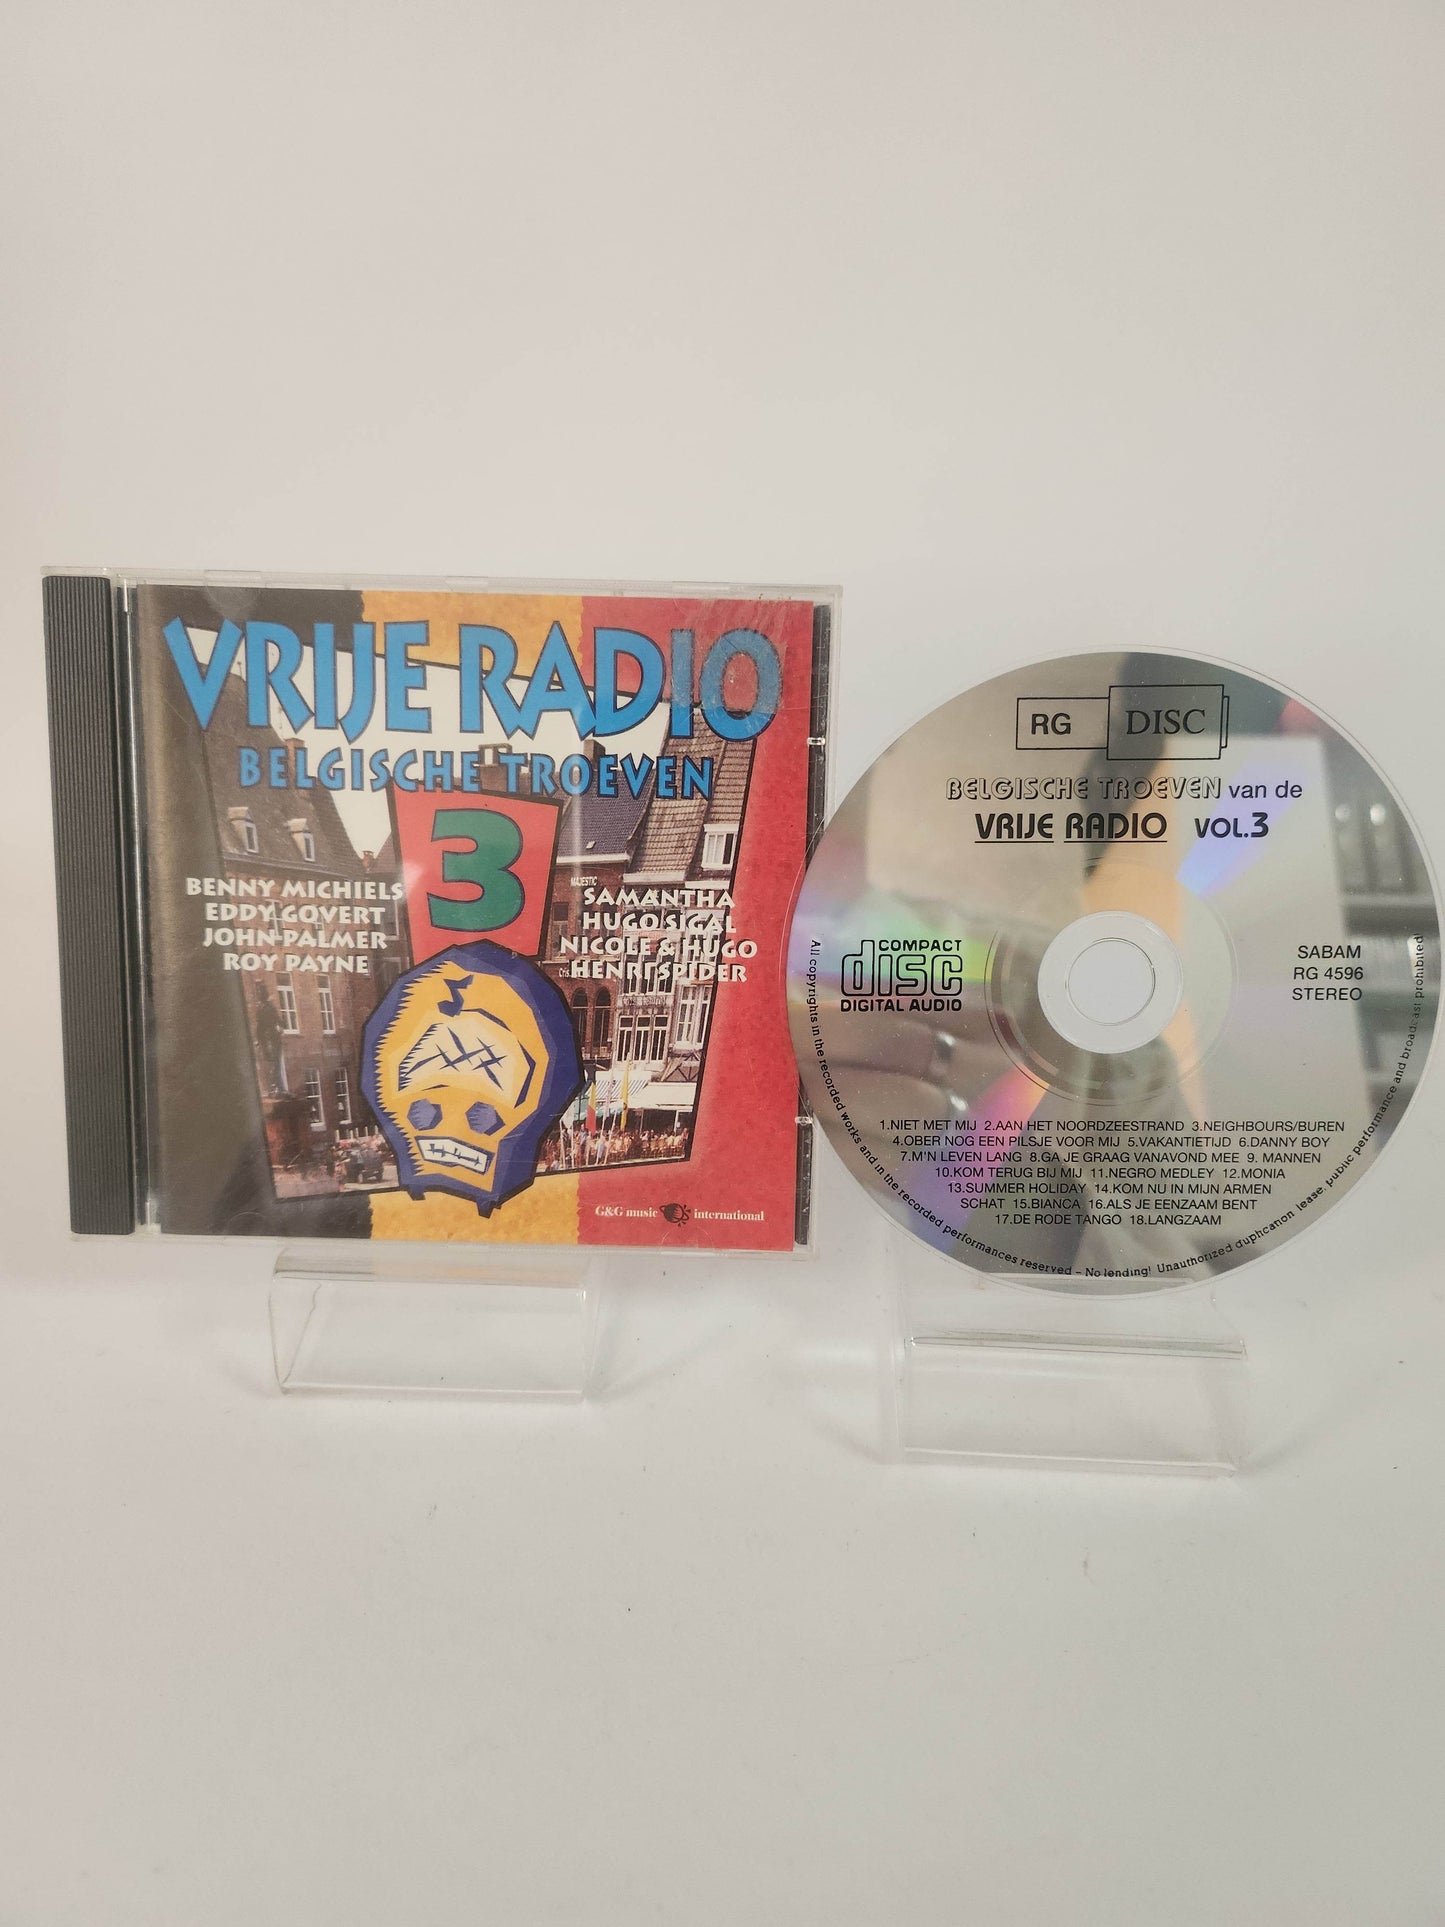 VRIJE RADIO
BELGISCHE TROEVEN
3
BENNY MICHIELS
EDDY GOVERT
JOHN PALMER
ROY PAYNE
MAJESTIC
SAMANTHA
HUGO SIGAL
NICOLE & HUGO
HENRI SPIDER
G&G music international
RG DISC
BELGISCHE TROEVEN van de
VRIJE RADIO VOL.3
COMPACT
disc
DIGITAL AUDIO
SABAM
RG 4596
STEREO
1.NIET MET MIJ 2.AAN HET NOORDZEESTRAND 3.NEIGHBOURS/BUREN
4.OBER NOG EEN PILSJE VOOR MIJ 5.VAKANTIETIJD 6.DANNY BOY
7.M'N LEVEN LANG 8.GA JE GRAAG VANAVOND MEE 9. MANNEN
10.KOM TERUG BIJ MIJ 11.NEGRO MEDLEY 12.MONIA
13.SUMMER HOLIDAY 14.KOM NU IN MIJN ARMEN
SCHAT 15.BIANCA 16.ALS JE EENZAAM BENT
17.DE RODE TANGO 18.LANGZAAM
All copyrights in the recorded works and in the recorded performances reserved – No lending! Unauthorized duphcanon lease, public performance and broadcast prohibited!